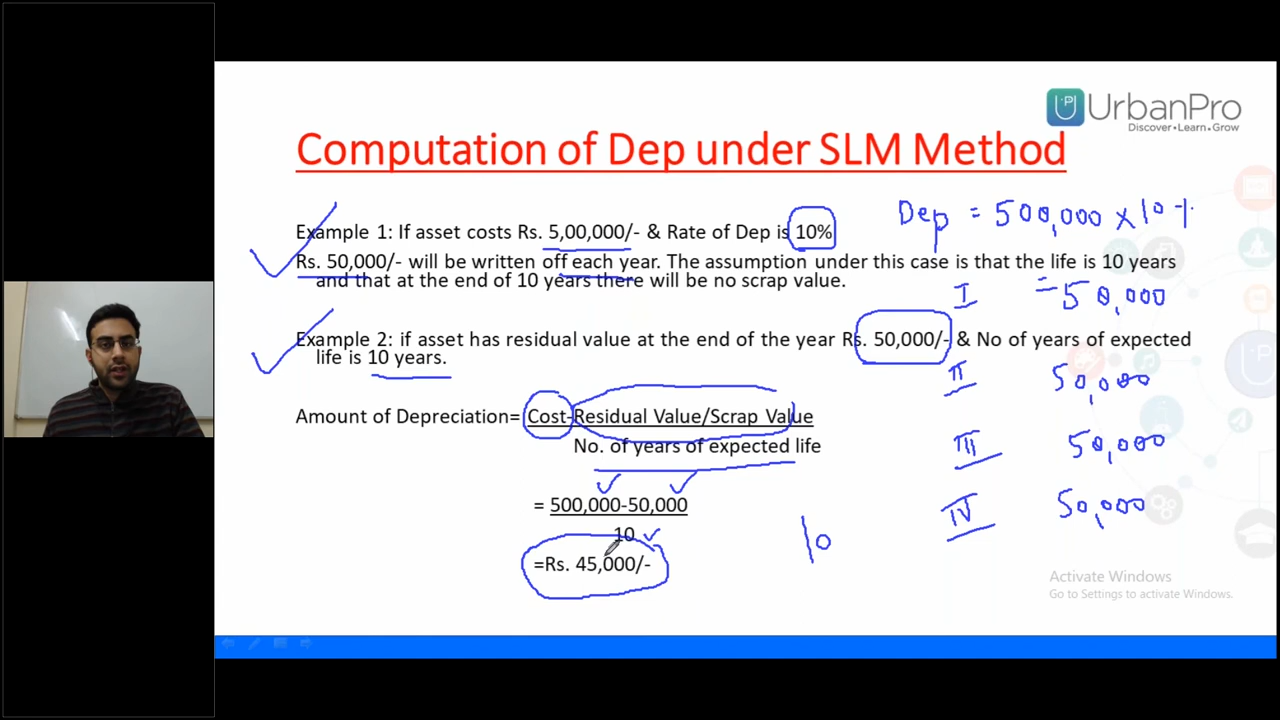 UrbanPro
Discover • Learn • Grow
Computation of Dep under SLM Method
Dep = 500,000 × 10%
Example 1: If asset costs Rs. 5,00,000/- & Rate of Dep is 10%
Rs. 50,000/- will be written off each year. The assumption under this case is that the life is 10 years
and that at the end of 10 years there will be no scrap value.
I = 50,000
Example 2: if asset has residual value at the end of the year Rs. 50,000/- & No of years of expected
life is 10 years.
II 50,000
Amount of Depreciation= Cost-Residual Value/Scrap Value
No. of years of expected life
III 50,000
= 500,000-50,000
10
IV 50,000
10
=Rs. 45,000/-
Activate Windows
Go to Settings to activate Windows.